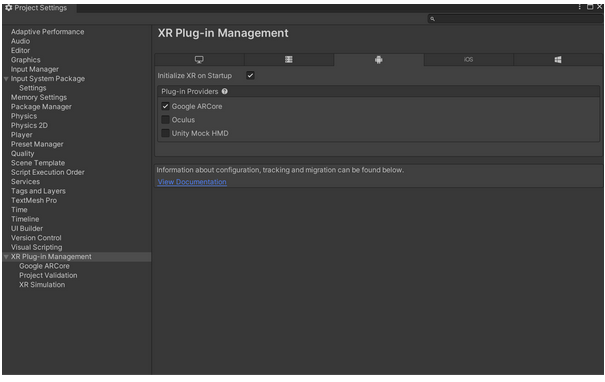 Project Settings
XR Plug-in Management
Adaptive Performance
Audio
Editor
Graphics
Input Manager
Input System Package
Settings
Memory Settings
Package Manager
Physics
Physics 2D
Player
Preset Manager
Quality
Scene Template
Script Execution Order
Services
Tags and Layers
TextMesh Pro
Time
Timeline
UI Builder
Version Control
Visual Scripting
XR Plug-in Management
Google ARCore
Project Validation
XR Simulation
iOS
Initialize XR on Startup
Plug-in Providers
Google ARCore
Oculus
Unity Mock HMD
Information about configuration, tracking and migration can be found below.
View Documentation